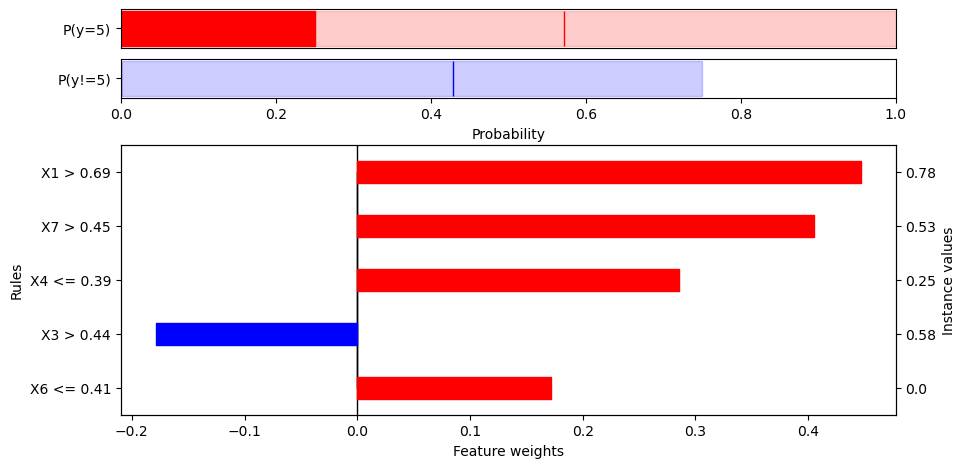 P(y=5)
P(y!=5)
0.0 0.2 0.4 0.6 0.8 1.0
Probability
Rules
X1 > 0.69 0.78
X7 > 0.45 0.53
X4 <= 0.39 0.25
X3 > 0.44 0.58
X6 <= 0.41 0.0
Instance values
−0.2 −0.1 0.0 0.1 0.2 0.3 0.4
Feature weights